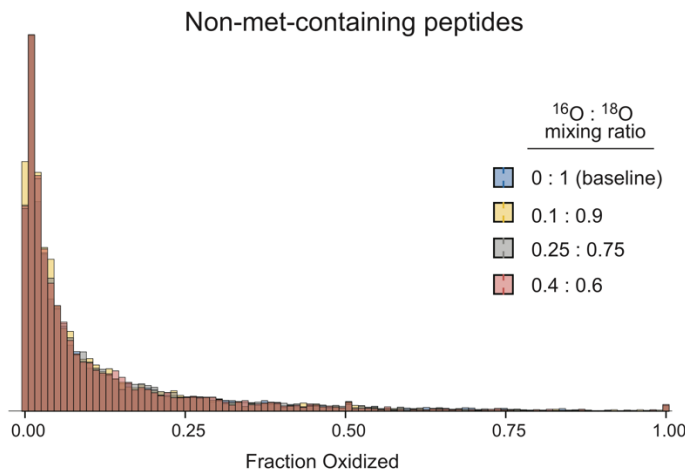 Non-met-containing peptides
¹⁶O : ¹⁸O
mixing ratio
0 : 1 (baseline)
0.1 : 0.9
0.25 : 0.75
0.4 : 0.6
0.00 0.25 0.50 0.75 1.00
Fraction Oxidized